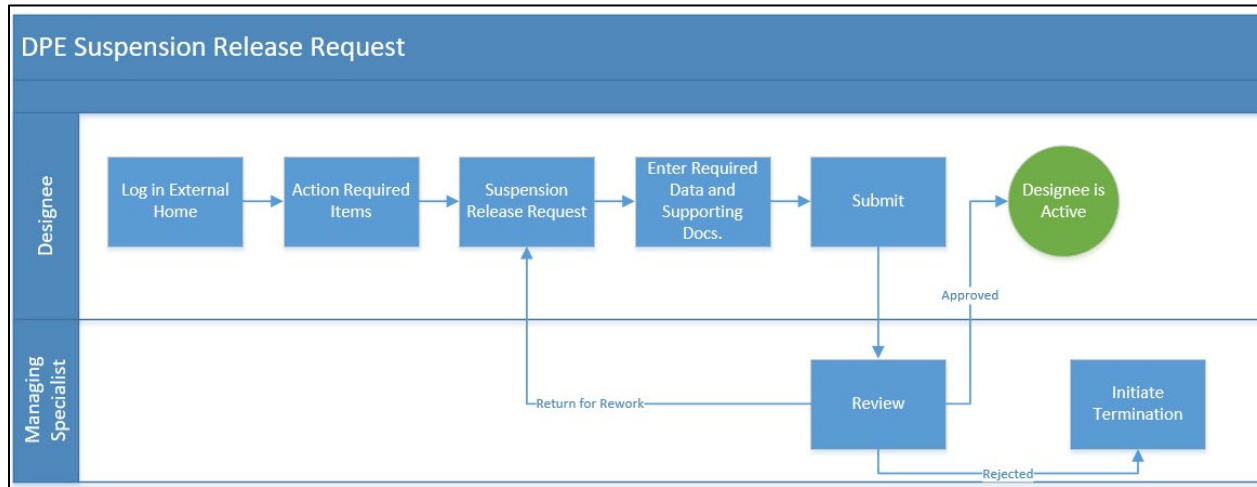 DPE Suspension Release Request
Designee
Log in External
Home
Action Required
Items
Suspension
Release Request
Enter Required
Data and
Supporting
Docs.
Submit
Designee is
Active
Approved
Managing
Specialist
Return for Rework
Review
Initiate
Termination
Rejected